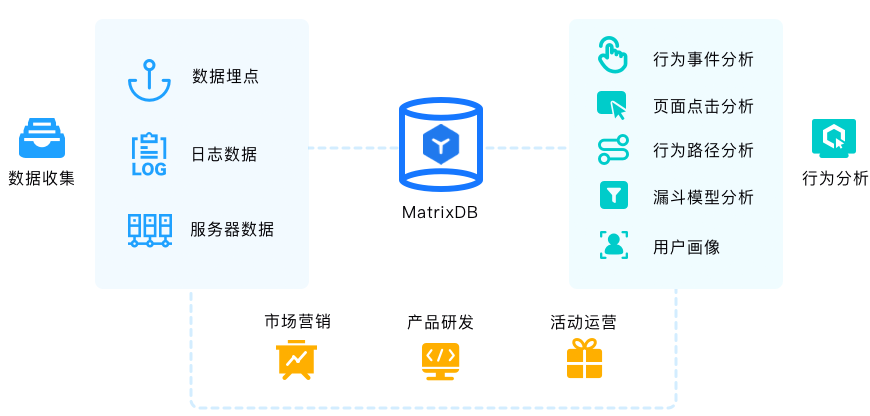 数据收集
数据埋点
日志数据
LOG
服务器数据
MatrixDB
行为事件分析
页面点击分析
行为路径分析
漏斗模型分析
用户画像
行为分析
市场营销
产品研发
活动运营